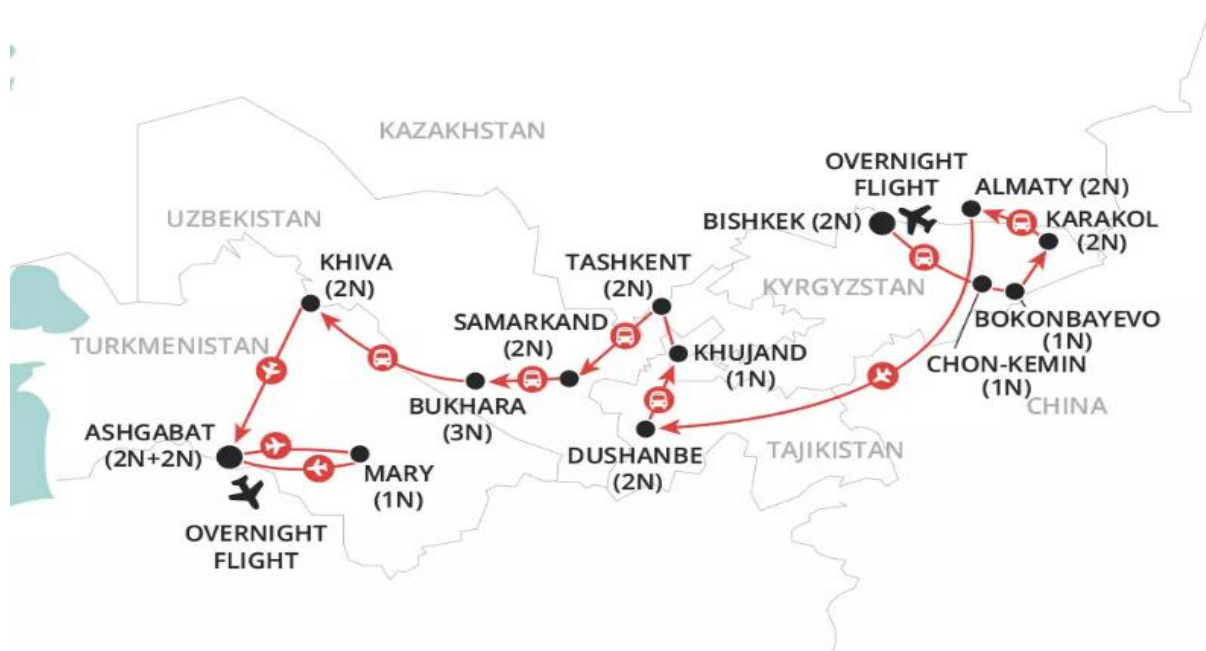 KAZAKHSTAN
OVERNIGHT
FLIGHT
ALMATY (2N)
BISHKEK (2N)
KARAKOL
(2N)
UZBEKISTAN
KHIVA
(2N)
TASHKENT
(2N)
KYRGYZSTAN
SAMARKAND
(2N)
BOKONBAYEVO
(1N)
TURKMENISTAN
KHUJAND
(1N)
CHON-KEMIN
(1N)
BUKHARA
(3N)
CHINA
ASHGABAT
(2N+2N)
MARY
(1N)
DUSHANBE
(2N)
TAJIKISTAN
OVERNIGHT
FLIGHT